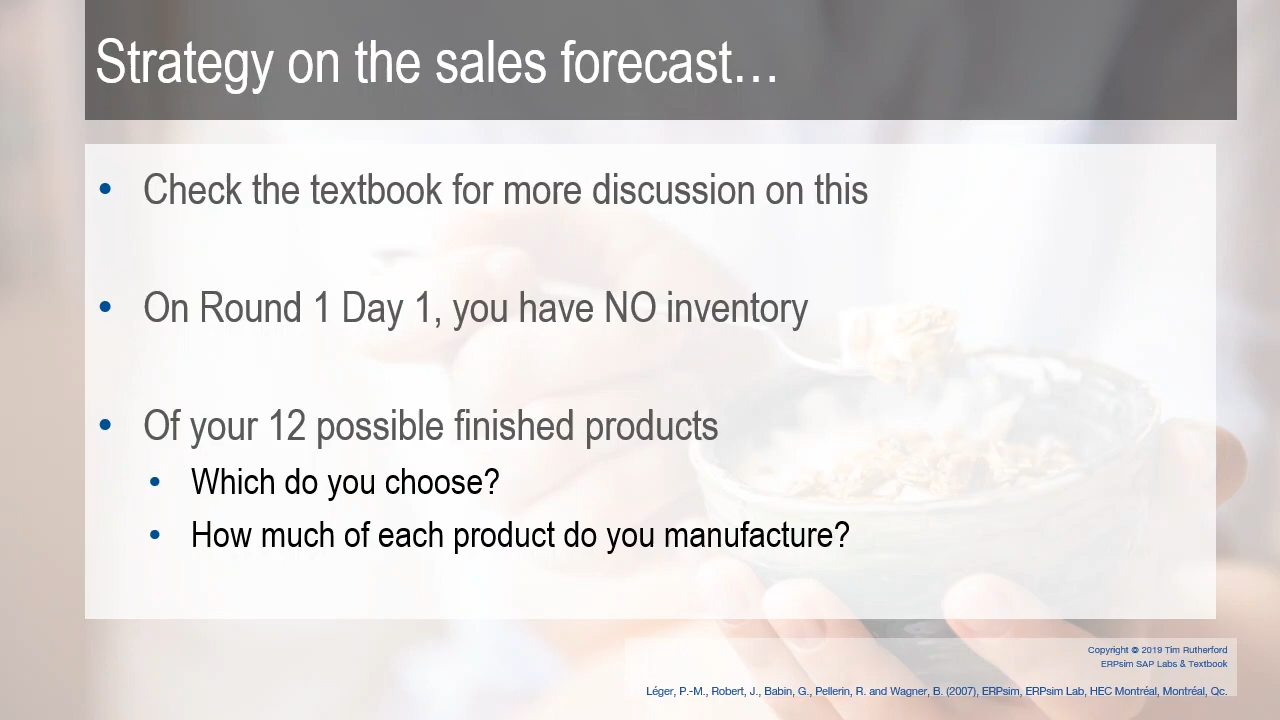 Strategy on the sales forecast…
• Check the textbook for more discussion on this
• On Round 1 Day 1, you have NO inventory
• Of your 12 possible finished products
• Which do you choose?
• How much of each product do you manufacture?
Copyright © 2019 Tim Rutherford
ERPsim SAP Labs & Textbook
Léger, P.-M., Robert, J., Babin, G., Pellerin, R. and Wagner, B. (2007), ERPsim, ERPsim Lab, HEC Montréal, Montréal, Qc.